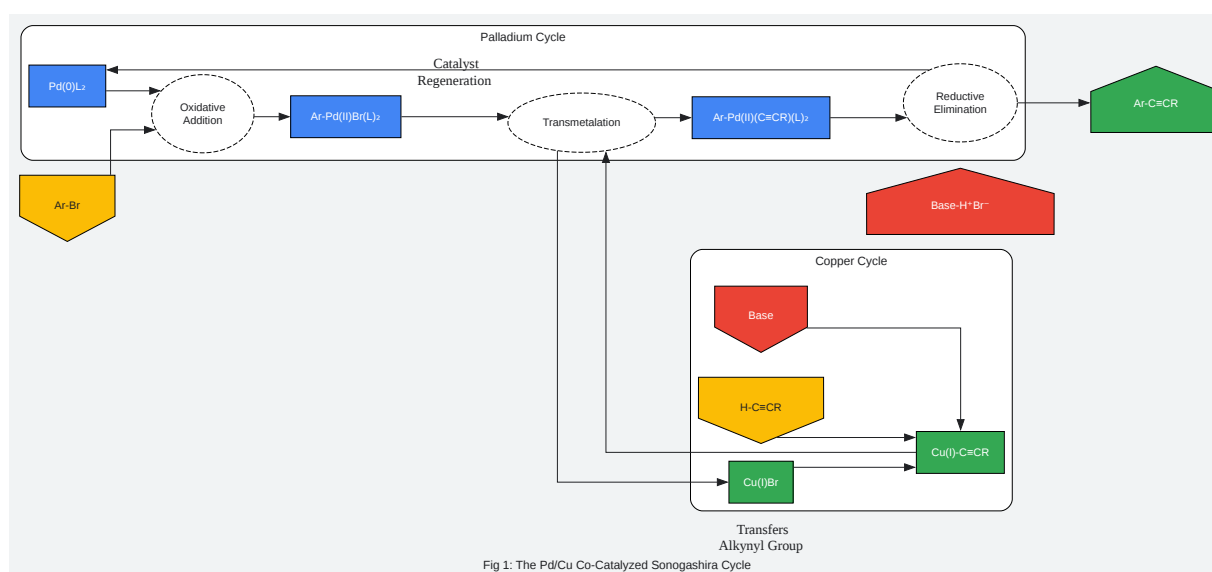 Palladium Cycle
Catalyst
Regeneration
Pd(0)L₂
Oxidative
Addition
Ar-Pd(II)Br(L)₂
Transmetalation
Ar-Pd(II)(C≡CR)(L)₂
Reductive
Elimination
Ar-C≡CR
Ar-Br
Base-H⁺Br⁻
Copper Cycle
Base
H-C≡CR
Cu(I)-C≡CR
Cu(I)Br
Transfers
Alkynyl Group
Fig 1: The Pd/Cu Co-Catalyzed Sonogashira Cycle